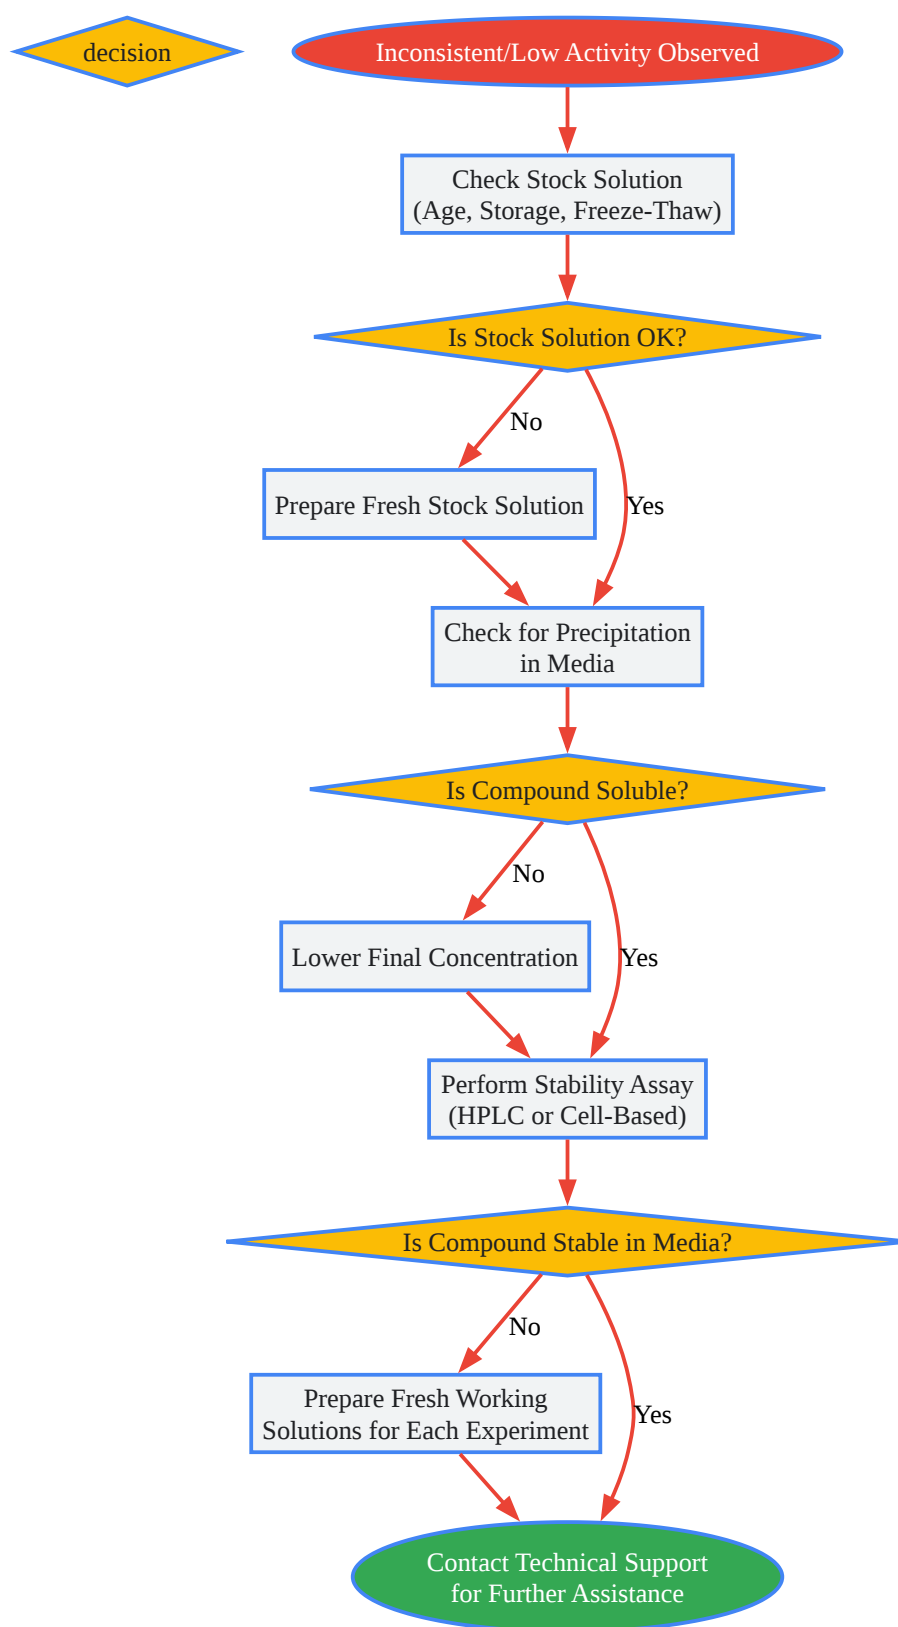 decision
Inconsistent/Low Activity Observed
Check Stock Solution
(Age, Storage, Freeze-Thaw)
Is Stock Solution OK?
No
Prepare Fresh Stock Solution
Yes
Check for Precipitation
in Media
Is Compound Soluble?
No
Lower Final Concentration
Yes
Perform Stability Assay
(HPLC or Cell-Based)
Is Compound Stable in Media?
No
Prepare Fresh Working
Solutions for Each Experiment
Yes
Contact Technical Support
for Further Assistance